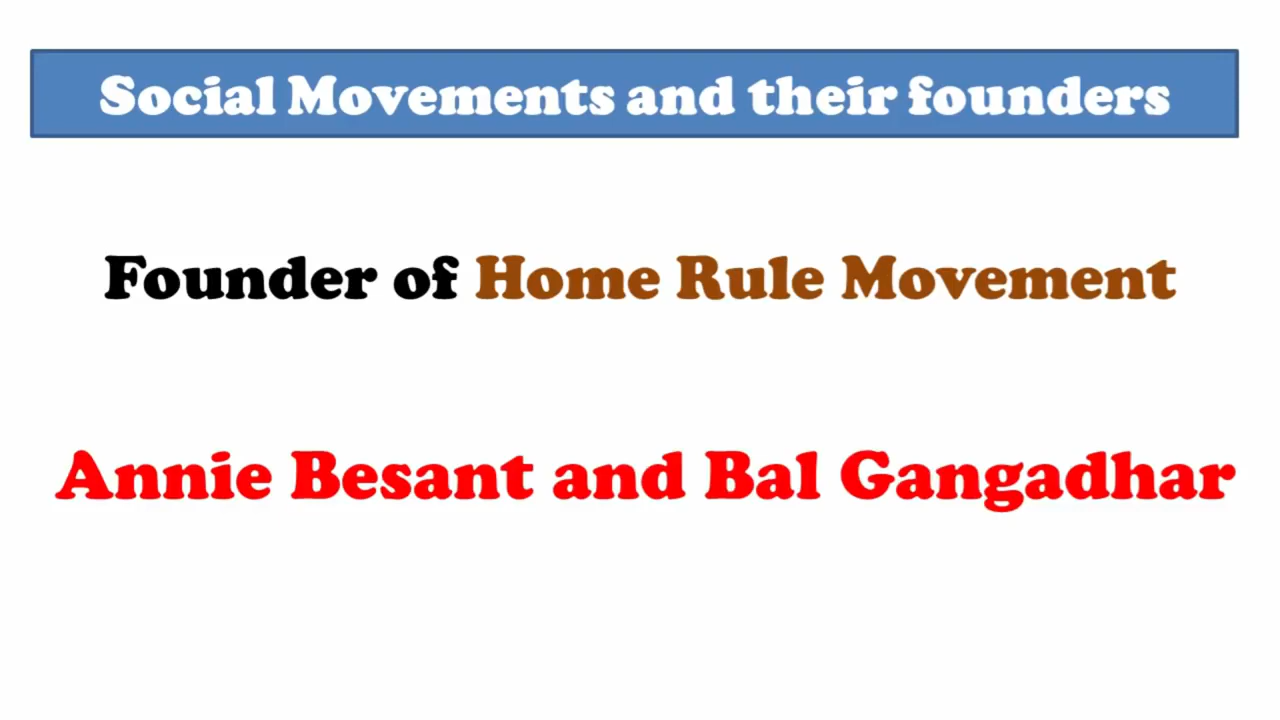 Social Movements and their founders
Founder of Home Rule Movement
Annie Besant and Bal Gangadhar